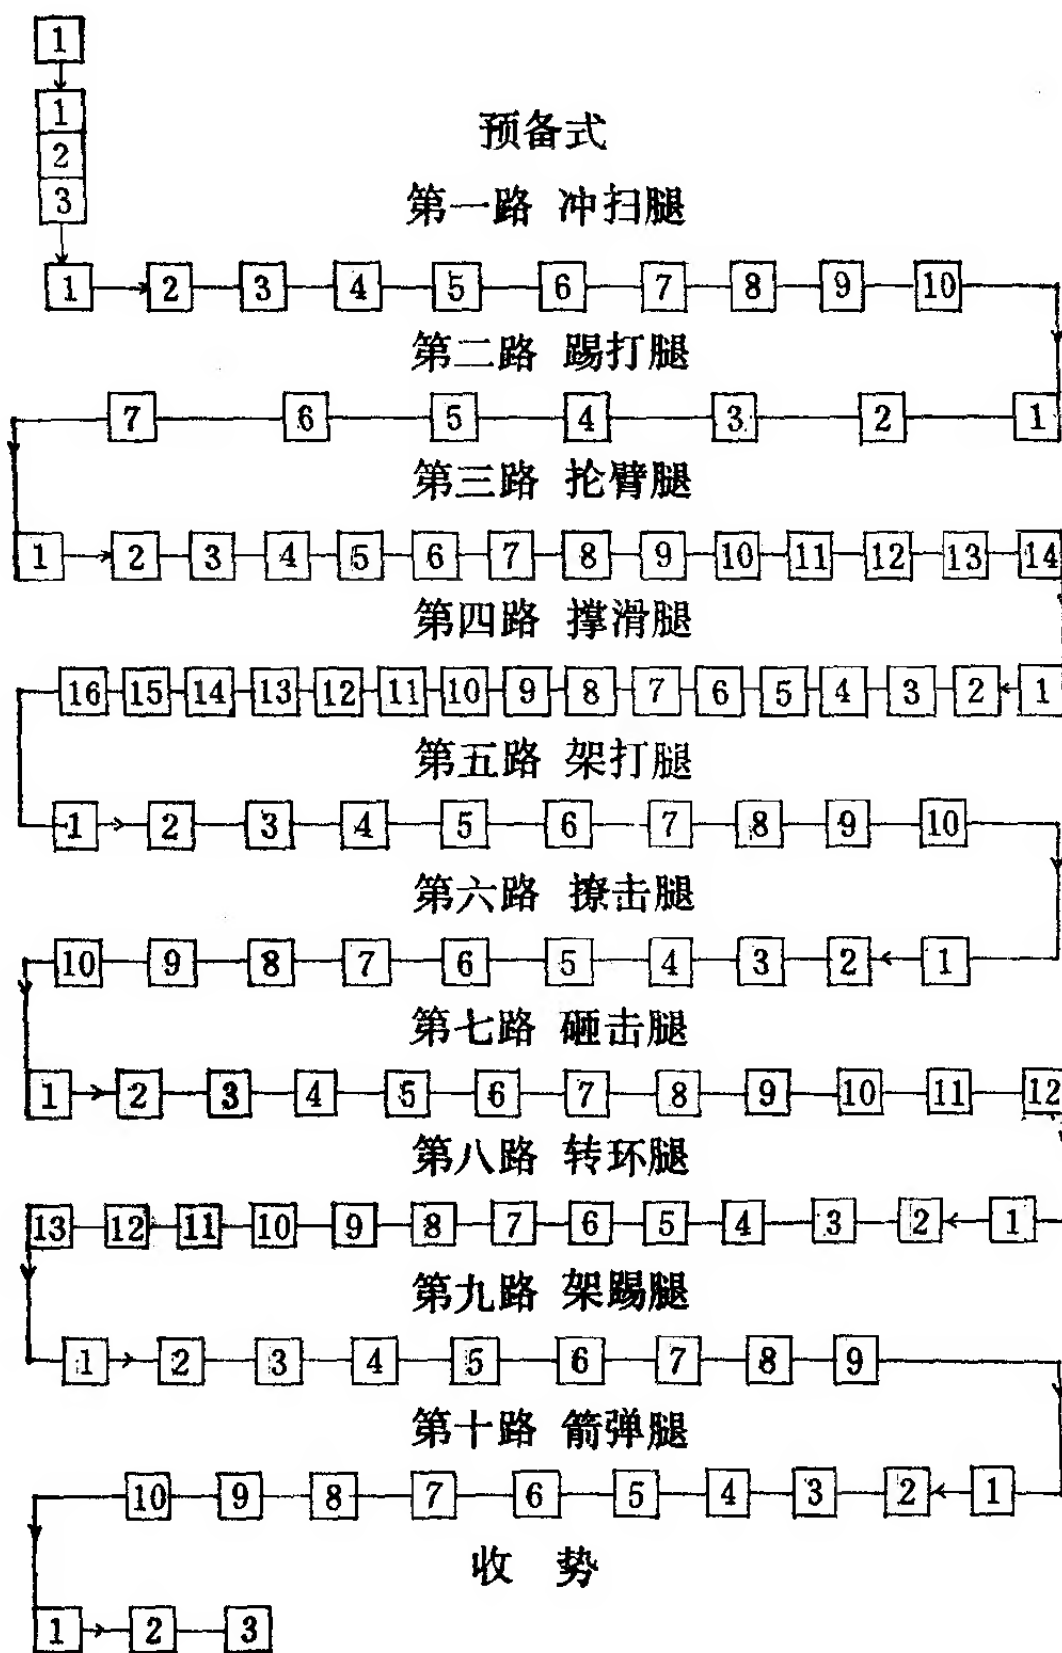 1
1
2
3
预备式
第一路 冲扫腿
1 2 3 4 5 6 7 8 9 10
第二路 踢打腿
7 6 5 4 3 2 1
第三路 抡臂腿
1 2 3 4 5 6 7 8 9 10 11 12 13 14
第四路 撑滑腿
16 15 14 13 12 11 10 9 8 7 6 5 4 3 2 1
第五路 架打腿
1 2 3 4 5 6 7 8 9 10
第六路 撩击腿
10 9 8 7 6 5 4 3 2 1
第七路 砸击腿
1 2 3 4 5 6 7 8 9 10 11 12
第八路 转环腿
13 12 11 10 9 8 7 6 5 4 3 2 1
第九路 架踢腿
1 2 3 4 5 6 7 8 9
第十路 箭弹腿
10 9 8 7 6 5 4 3 2 1
收 势
1 2 3